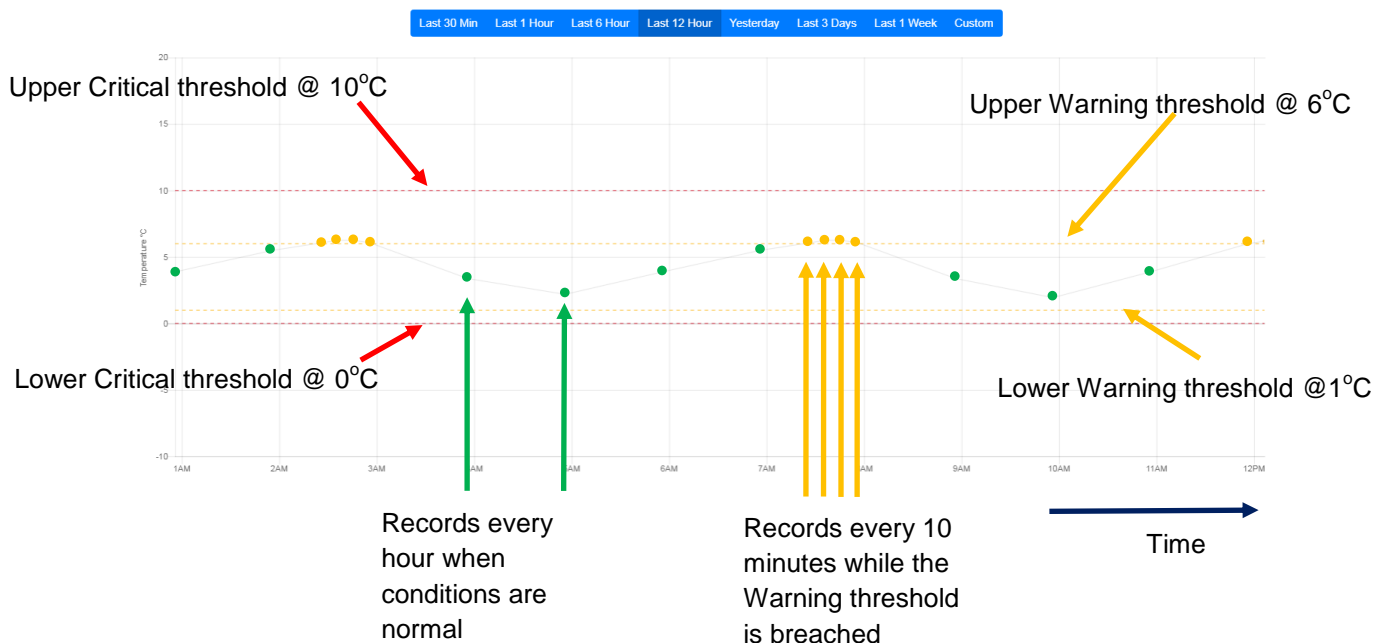 Last 30 Min Last 1 Hour Last 6 Hour Last 12 Hour Yesterday Last 3 Days Last 1 Week Custom
20
Upper Critical threshold @ 10°C
Upper Warning threshold @ 6°C
15
10
Temperature °C
5
0
Lower Critical threshold @ 0°C
Lower Warning threshold @1°C
-10
1AM 2AM 3AM 6AM 7AM 9AM 10AM 11AM 12PM
Records every
hour when
conditions are
normal
Records every 10
minutes while the
Warning threshold
is breached
Time